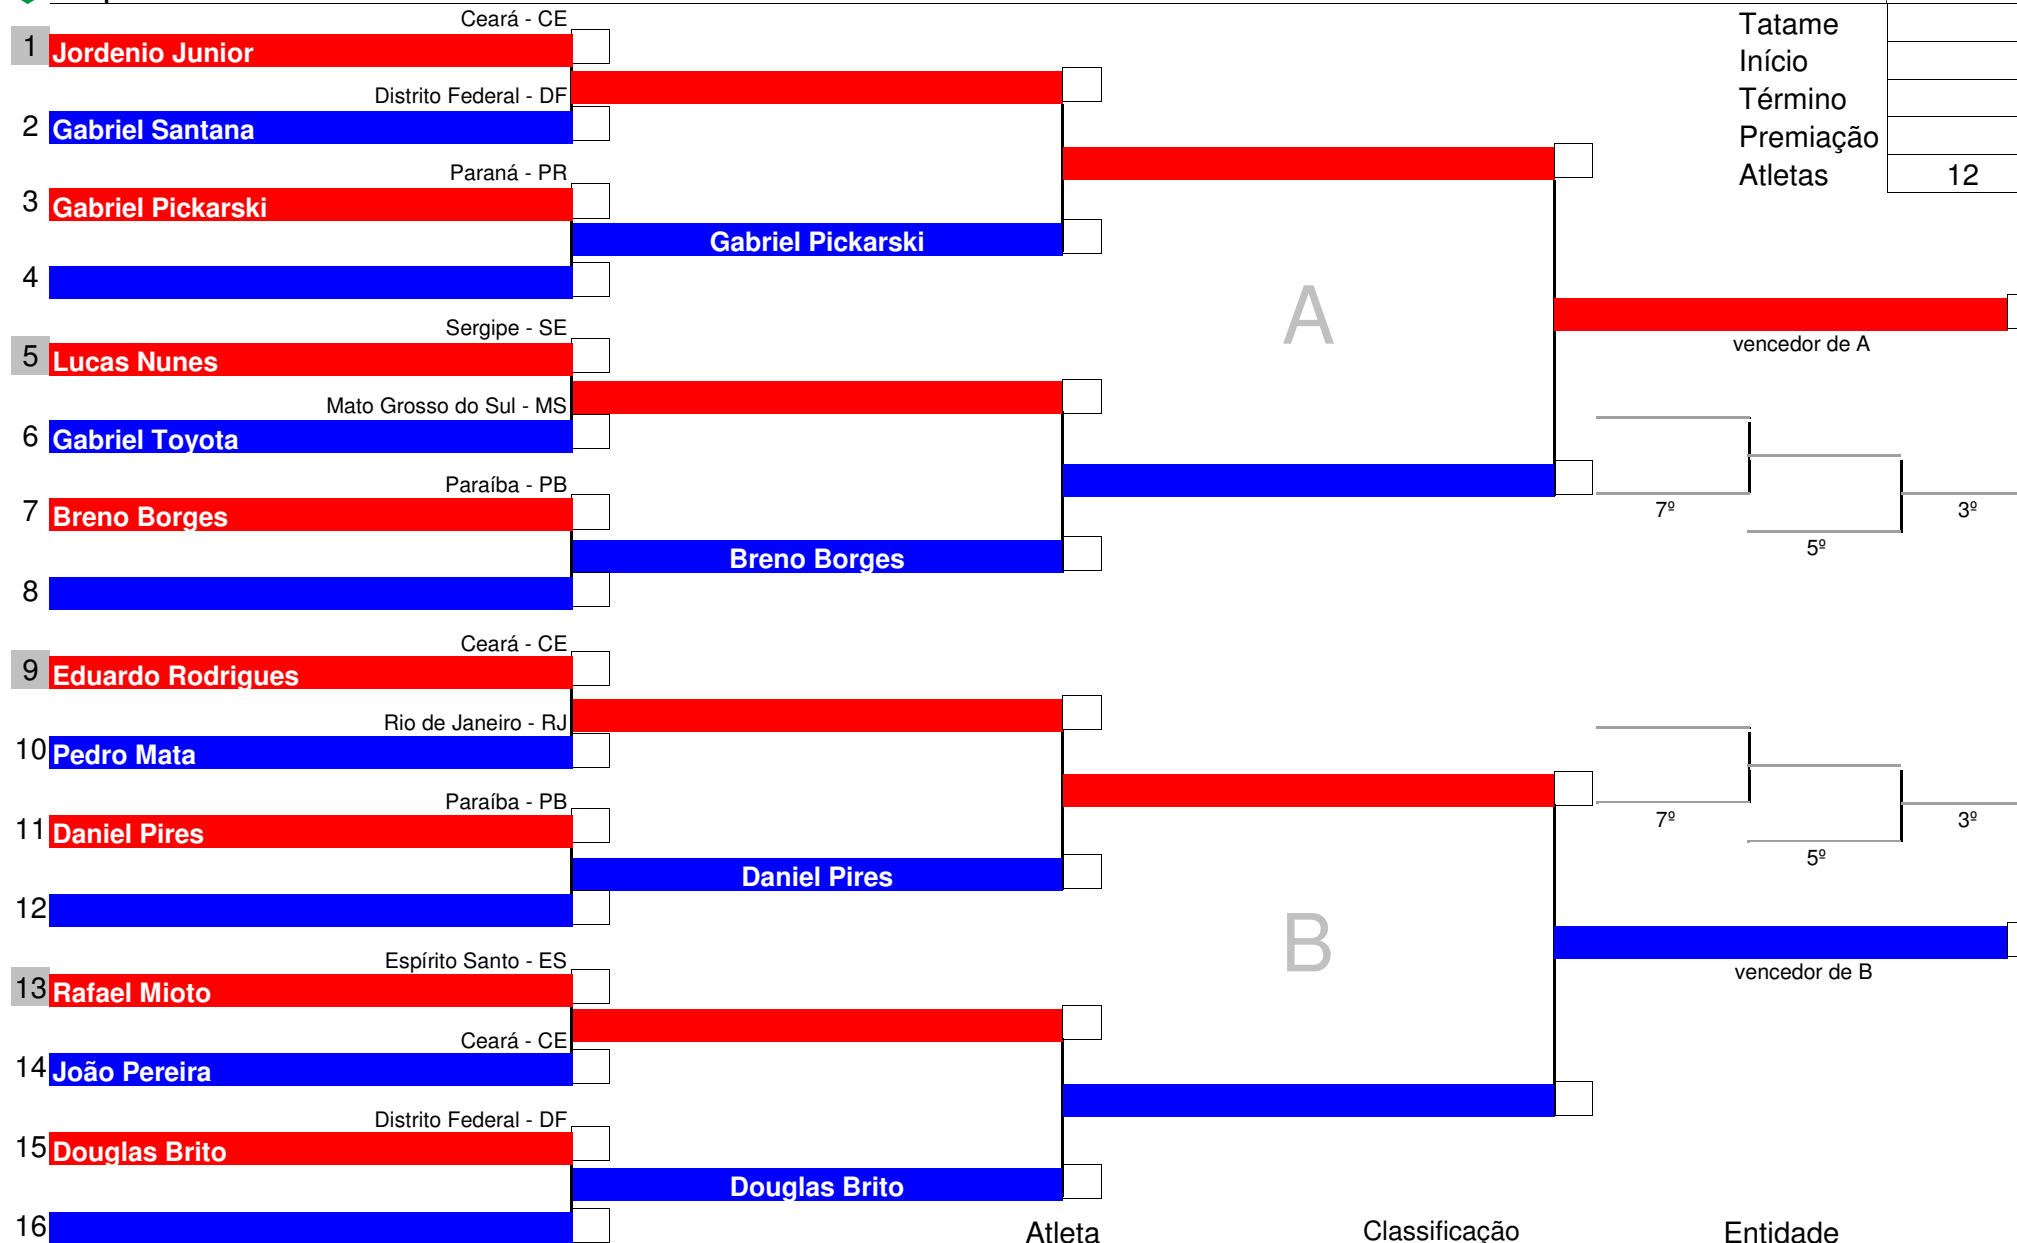 Ceará - CE
1 Jordenio Junior
Distrito Federal - DF
2 Gabriel Santana
Paraná - PR
3 Gabriel Pickarski
Gabriel Pickarski
4
Sergipe - SE
5 Lucas Nunes
Mato Grosso do Sul - MS
6 Gabriel Toyota
Paraíba - PB
7 Breno Borges
Breno Borges
8
Ceará - CE
9 Eduardo Rodrigues
Rio de Janeiro - RJ
10 Pedro Mata
Paraíba - PB
11 Daniel Pires
Daniel Pires
12
Espírito Santo - ES
13 Rafael Mioto
Ceará - CE
14 João Pereira
Distrito Federal - DF
15 Douglas Brito
Douglas Brito
16
A
B
Tatame
Início
Término
Premiação
Atletas 12
vencedor de A
7º
3º
5º
7º
3º
5º
vencedor de B
Atleta Classificação Entidade